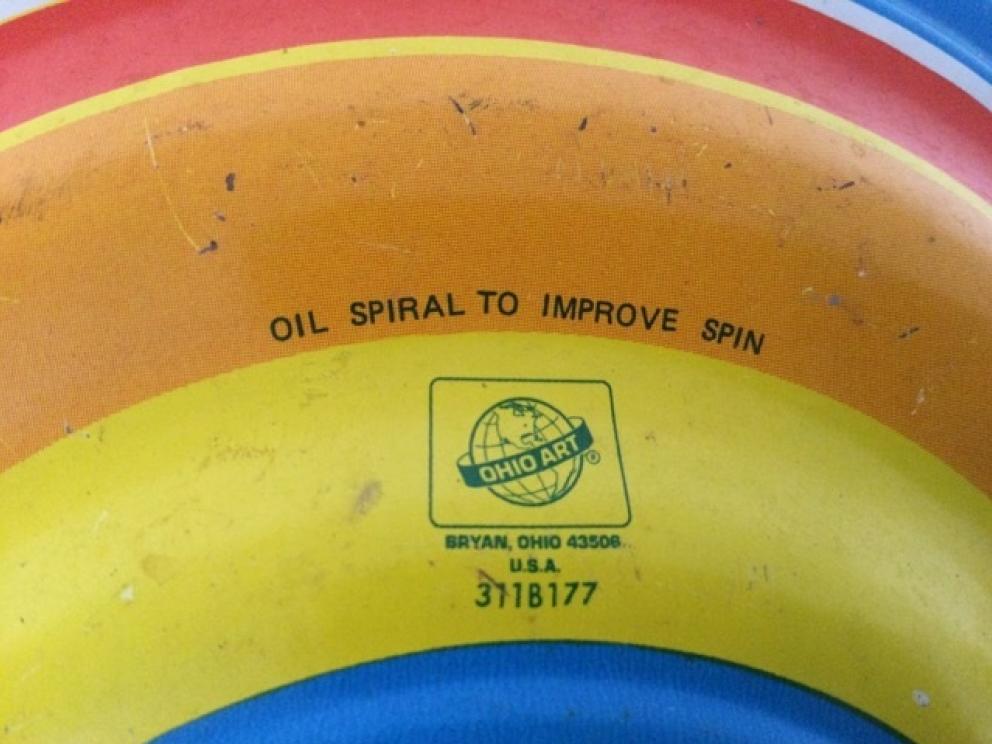 OIL SPIRAL TO IMPROVE SPIN
OHIO ART ®
BRYAN, OHIO 43506
U.S.A.
311B177